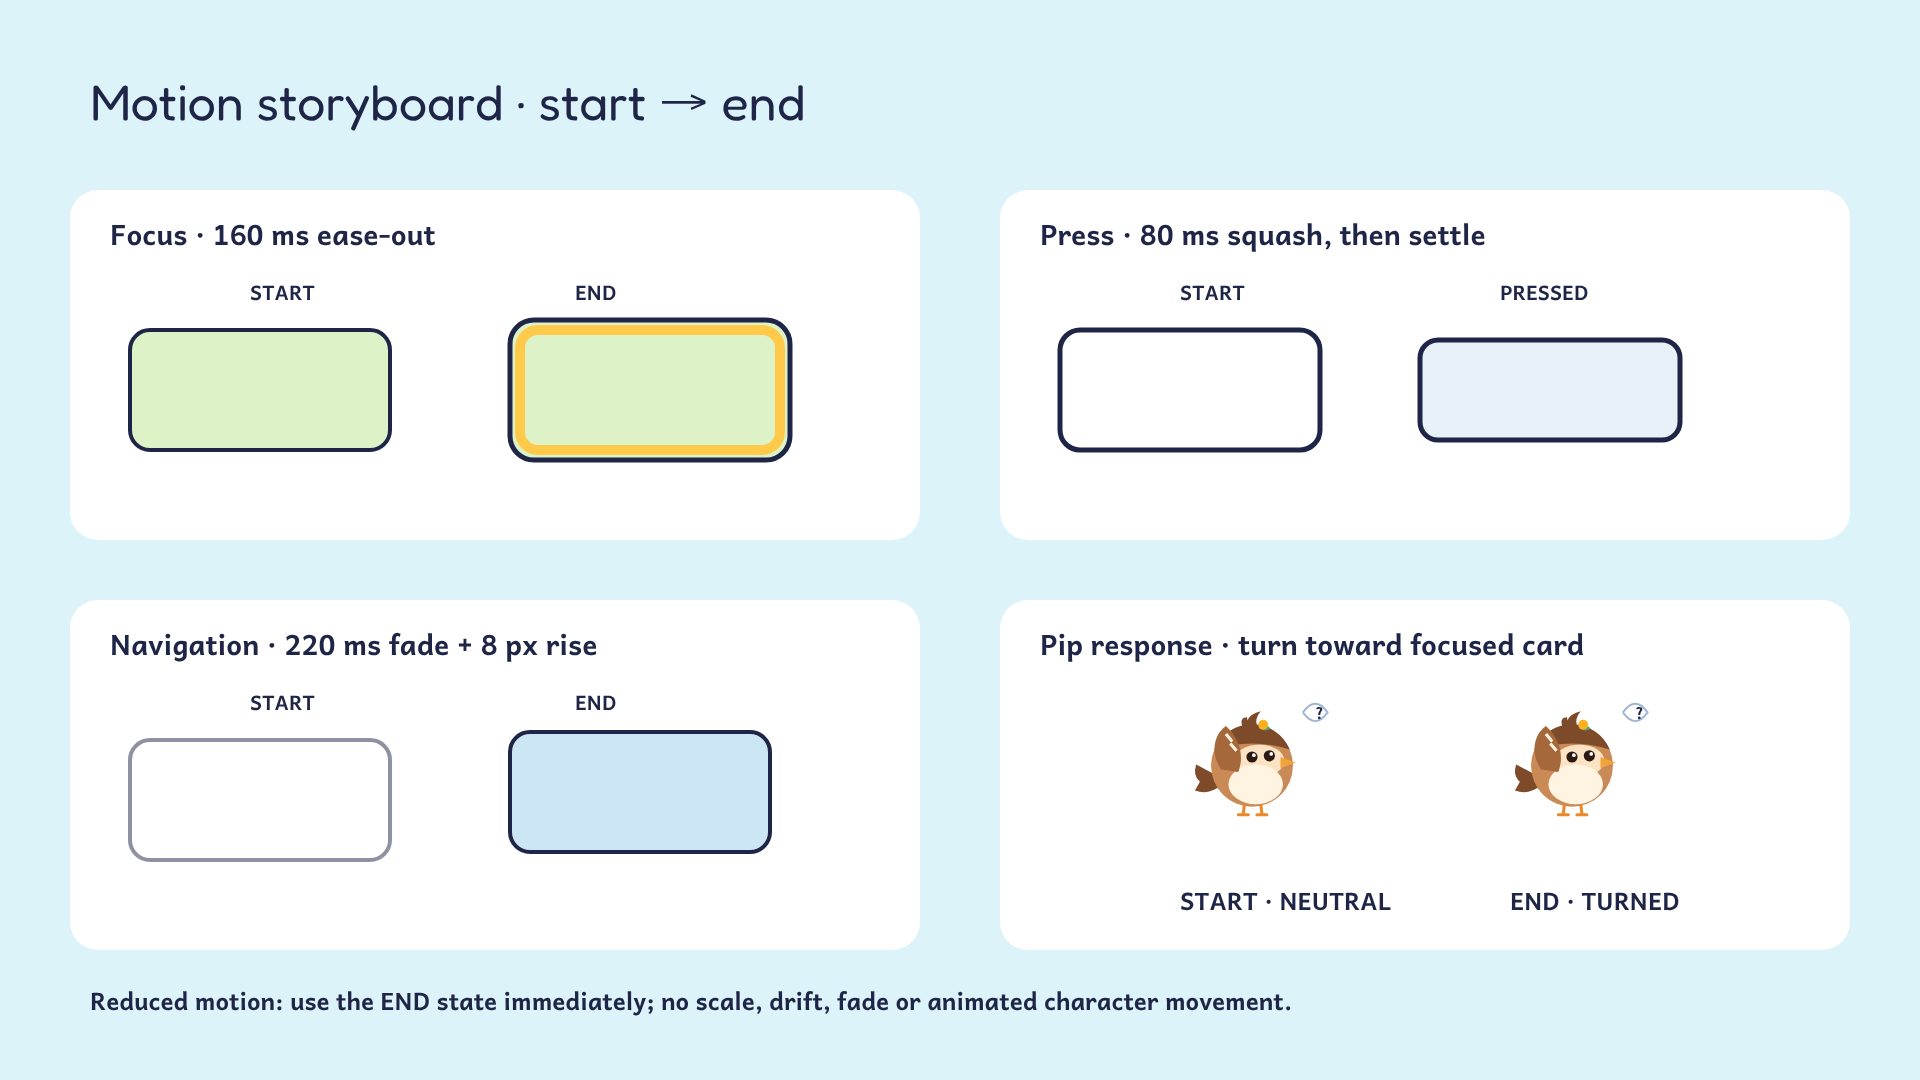 Motion storyboard · start → end
Focus · 160 ms ease-out
START
END
Press · 80 ms squash, then settle
START
PRESSED
Navigation · 220 ms fade + 8 px rise
START
END
Pip response · turn toward focused card
?
?
START · NEUTRAL
END · TURNED
Reduced motion: use the END state immediately; no scale, drift, fade or animated character movement.